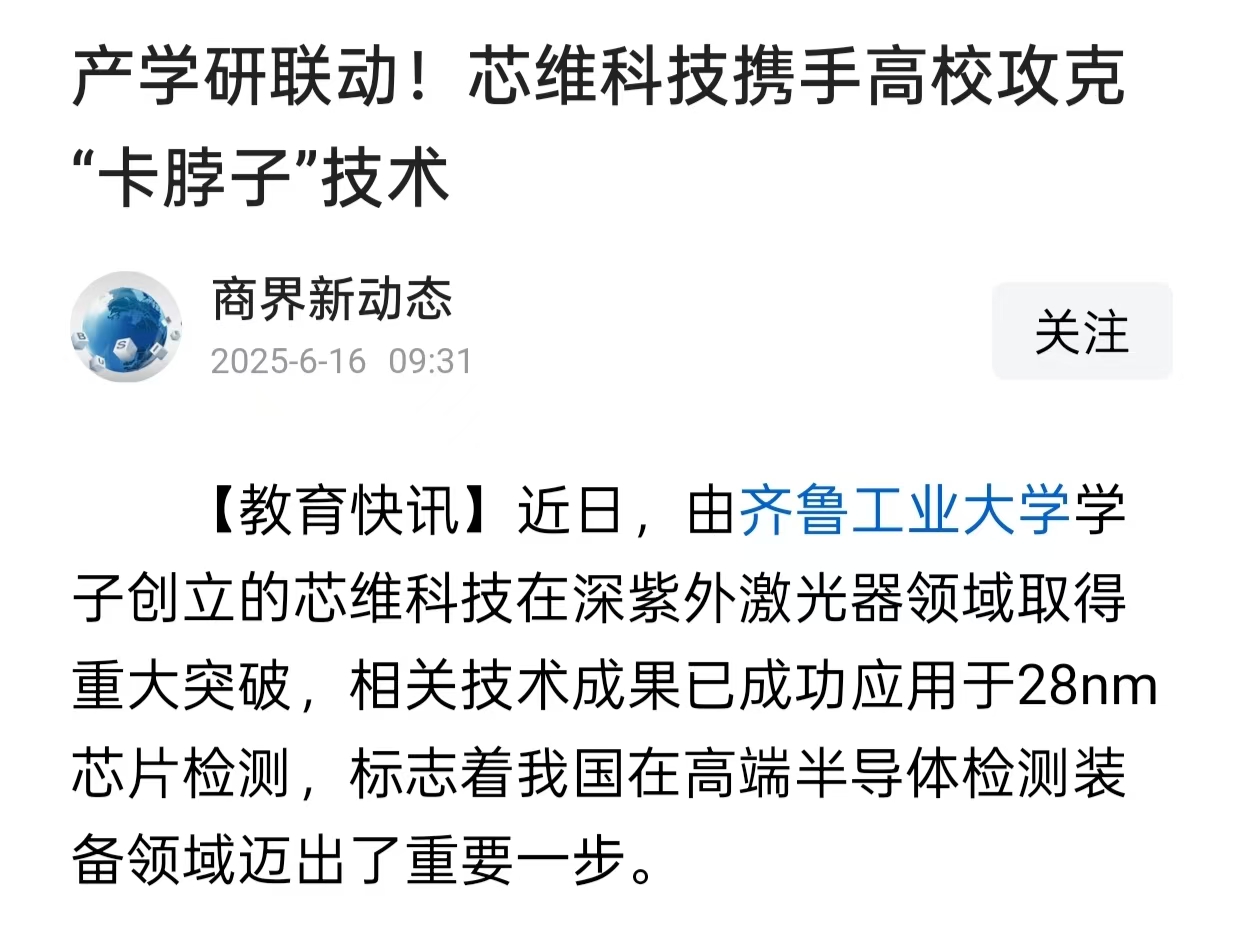 产学研联动！芯维科技携手高校攻克
“卡脖子”技术
商界新动态
2025-6-16 09:31
关注
【教育快讯】近日，由齐鲁工业大学学
子创立的芯维科技在深紫外激光器领域取得
重大突破，相关技术成果已成功应用于28nm
芯片检测，标志着我国在高端半导体检测装
备领域迈出了重要一步。